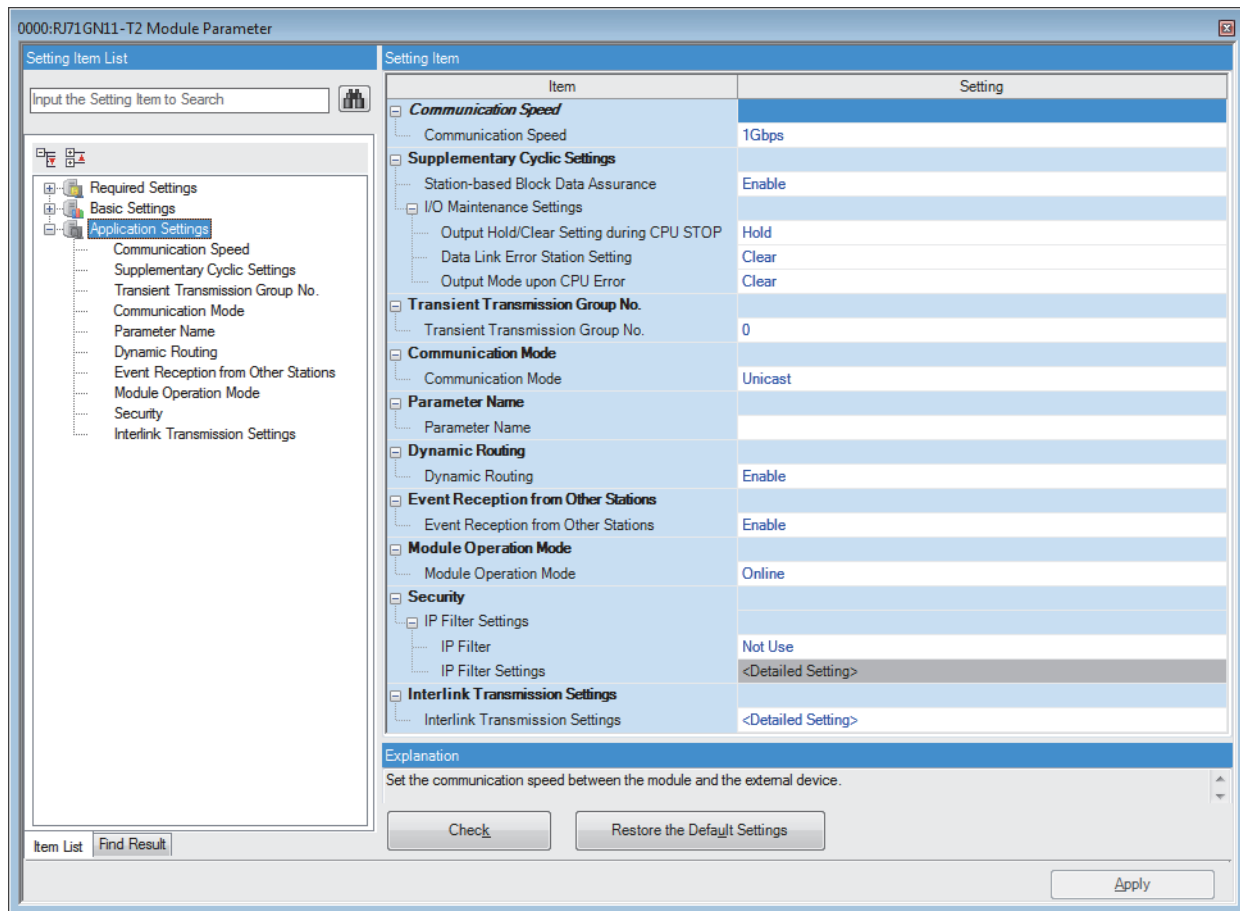 0000:RJ71GN11-T2 Module Parameter
Setting Item List
Input the Setting Item to Search
Required Settings
Basic Settings
Application Settings
Communication Speed
Supplementary Cyclic Settings
Transient Transmission Group No.
Communication Mode
Parameter Name
Dynamic Routing
Event Reception from Other Stations
Module Operation Mode
Security
Interlink Transmission Settings
Item List Find Result
Setting Item
Item Setting
Communication Speed
Communication Speed 1Gbps
Supplementary Cyclic Settings
Station-based Block Data Assurance Enable
I/O Maintenance Settings
Output Hold/Clear Setting during CPU STOP Hold
Data Link Error Station Setting Clear
Output Mode upon CPU Error Clear
Transient Transmission Group No.
Transient Transmission Group No. 0
Communication Mode
Communication Mode Unicast
Parameter Name
Parameter Name
Dynamic Routing
Dynamic Routing Enable
Event Reception from Other Stations
Event Reception from Other Stations Enable
Module Operation Mode
Module Operation Mode Online
Security
IP Filter Settings
IP Filter Not Use
IP Filter Settings <Detailed Setting>
Interlink Transmission Settings
Interlink Transmission Settings <Detailed Setting>
Explanation
Set the communication speed between the module and the external device.
Check Restore the Default Settings
Apply